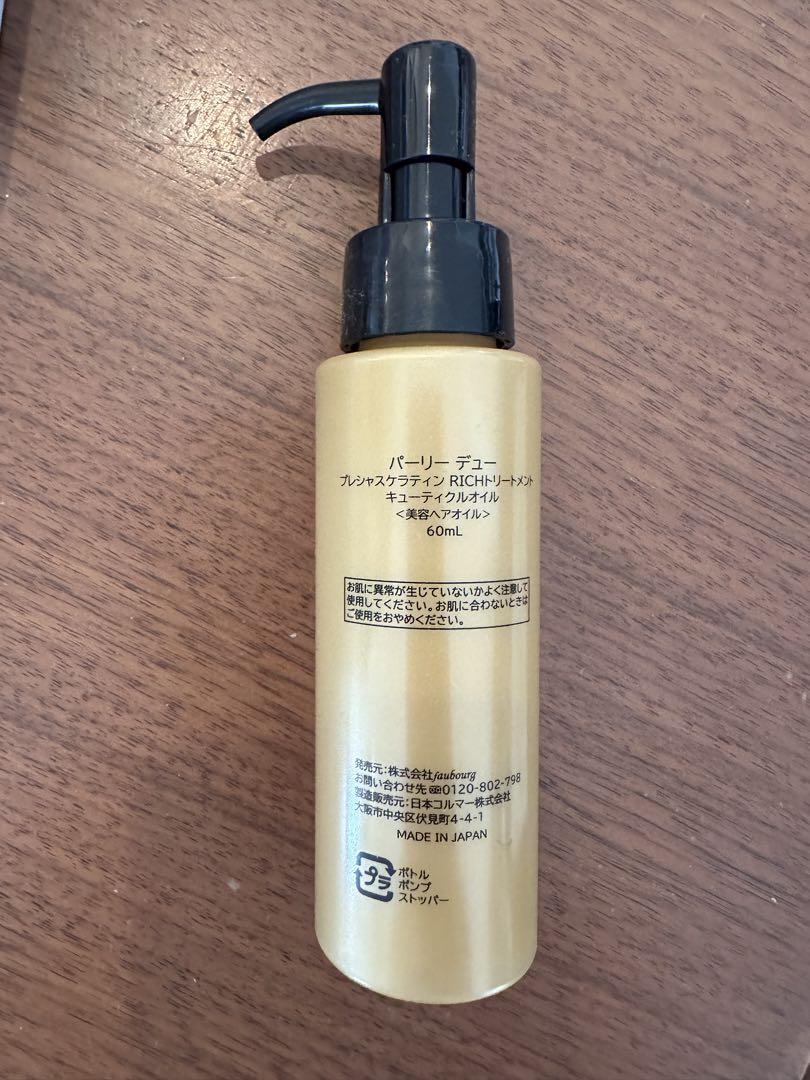 パーリー デュー
プレシャスケラティン RICHトリートメント
キューティクルオイル
＜美容ヘアオイル＞
60mL
お肌に異常が生じていないかよく注意して
使用してください。お肌に合わないときは
ご使用をおやめください。
発売元：株式会社faubourg
お問い合わせ先 0120-802-798
製造販売元：日本コルマー株式会社
大阪市中央区伏見町4-4-1
MADE IN JAPAN
プラ
ボトル
ポンプ
ストッパー